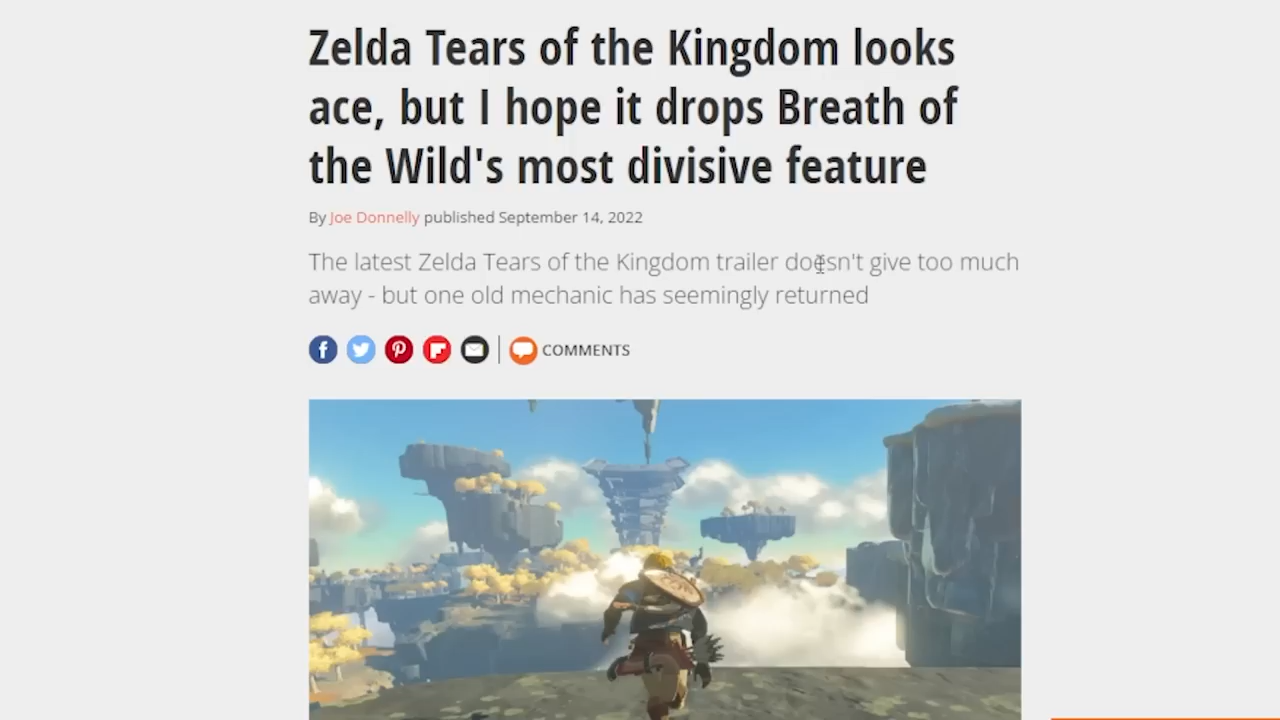 Zelda Tears of the Kingdom looks
ace, but I hope it drops Breath of
the Wild's most divisive feature
By Joe Donnelly published September 14, 2022
The latest Zelda Tears of the Kingdom trailer doesn't give too much
away - but one old mechanic has seemingly returned
COMMENTS